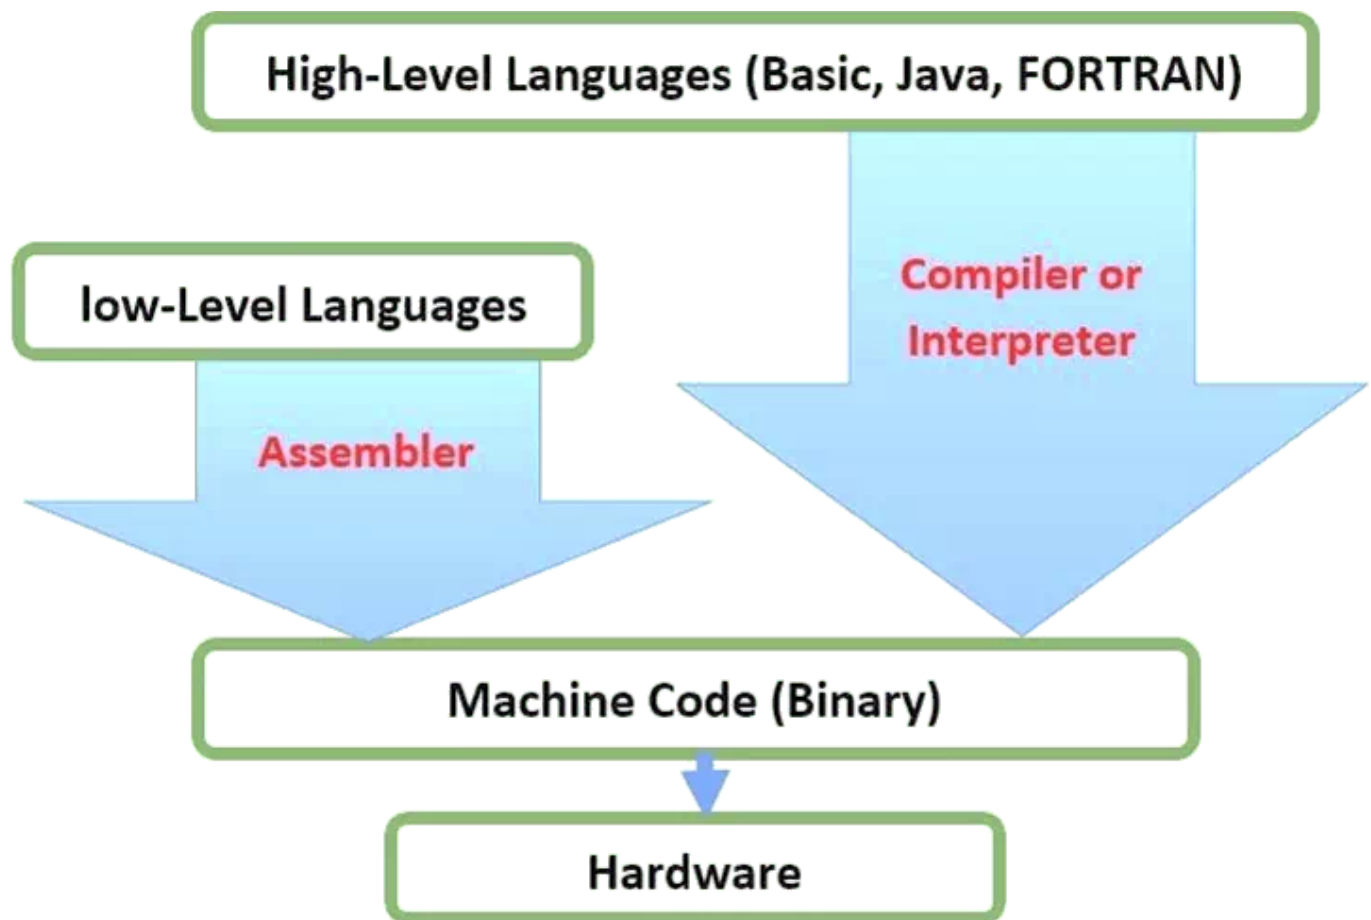 High-Level Languages (Basic, Java, FORTRAN)
low-Level Languages
Compiler or
Interpreter
Assembler
Machine Code (Binary)
Hardware